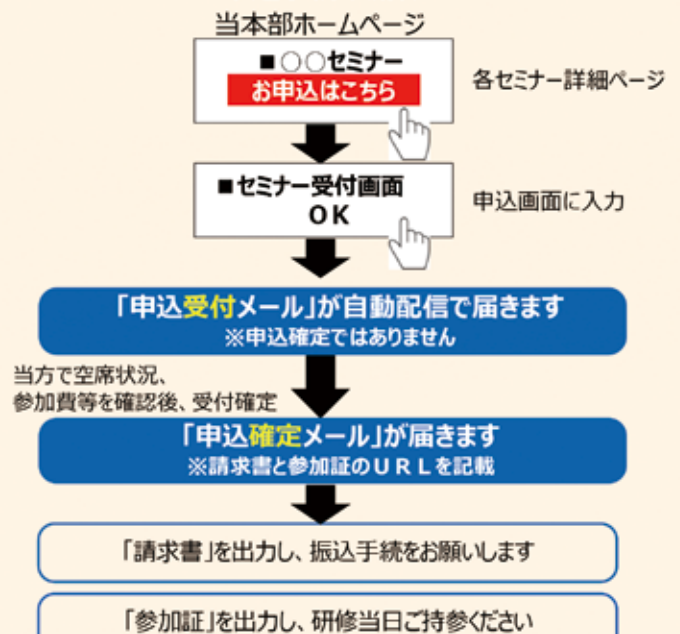 当本部ホームページ
■○○セミナー
お申込はこちら
各セミナー詳細ページ
■セミナー受付画面
OK
申込画面に入力
「申込受付メール」が自動配信で届きます
※申込確定ではありません
当方で空席状況、
参加費等を確認後、受付確定
「申込確定メール」が届きます
※請求書と参加証のＵＲＬを記載
「請求書」を出力し、振込手続をお願いします
「参加証」を出力し、研修当日ご持参ください